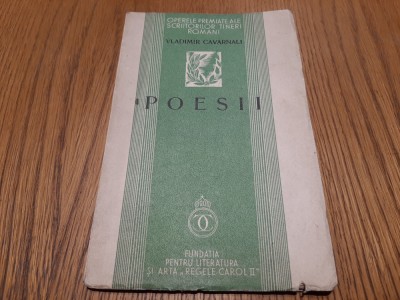 OPERELE PREMIATE ALE
SCRIITORILOR TINERI
ROMÂNI
VLADIMIR CAVARNALI
POESII
FUNDAȚIA
PENTRU LITERATURĂ
ȘI ARTĂ „REGELE CAROL II”